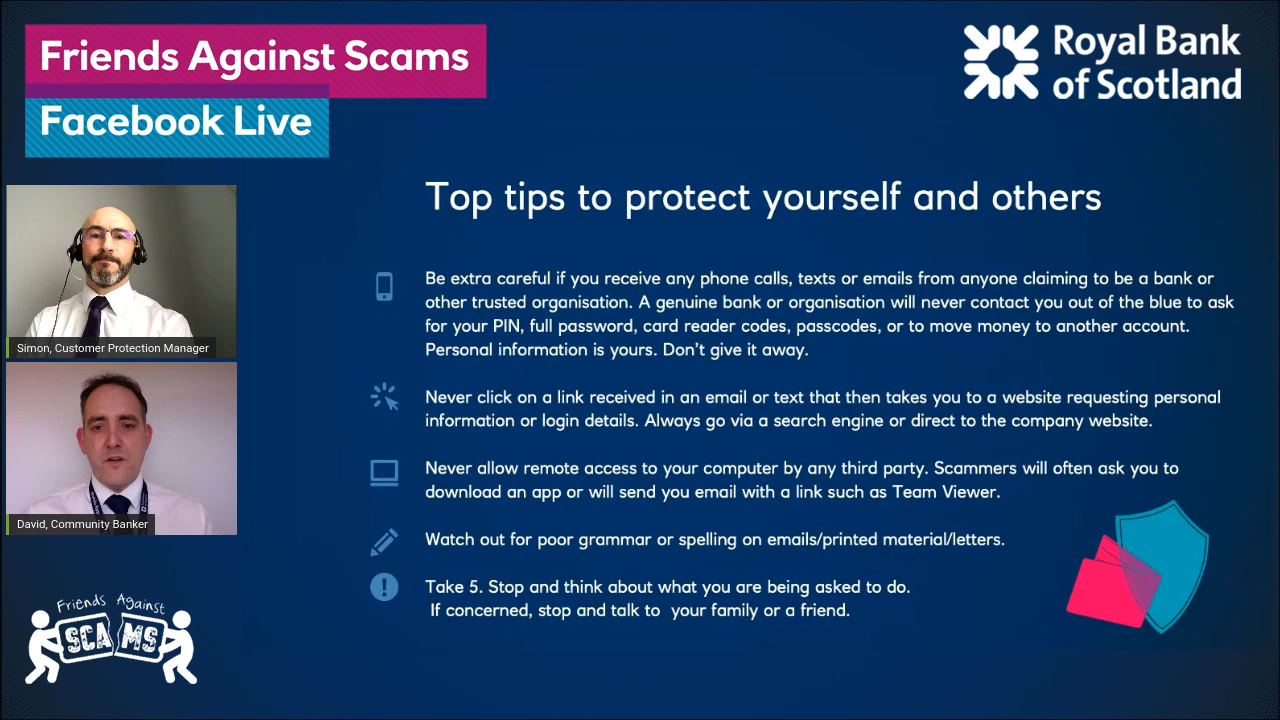 Friends Against Scams
Facebook Live
Royal Bank
of Scotland
Top tips to protect yourself and others
Be extra careful if you receive any phone calls, texts or emails from anyone claiming to be a bank or
other trusted organisation. A genuine bank or organisation will never contact you out of the blue to ask
for your PIN, full password, card reader codes, passcodes, or to move money to another account.
Personal information is yours. Don't give it away.
Never click on a link received in an email or text that then takes you to a website requesting personal
information or login details. Always go via a search engine or direct to the company website.
Never allow remote access to your computer by any third party. Scammers will often ask you to
download an app or will send you email with a link such as Team Viewer.
Watch out for poor grammar or spelling on emails/printed material/letters.
Take 5. Stop and think about what you are being asked to do.
If concerned, stop and talk to  your family or a friend.
Simon, Customer Protection Manager
David, Community Banker
Friends Against
SCAMS